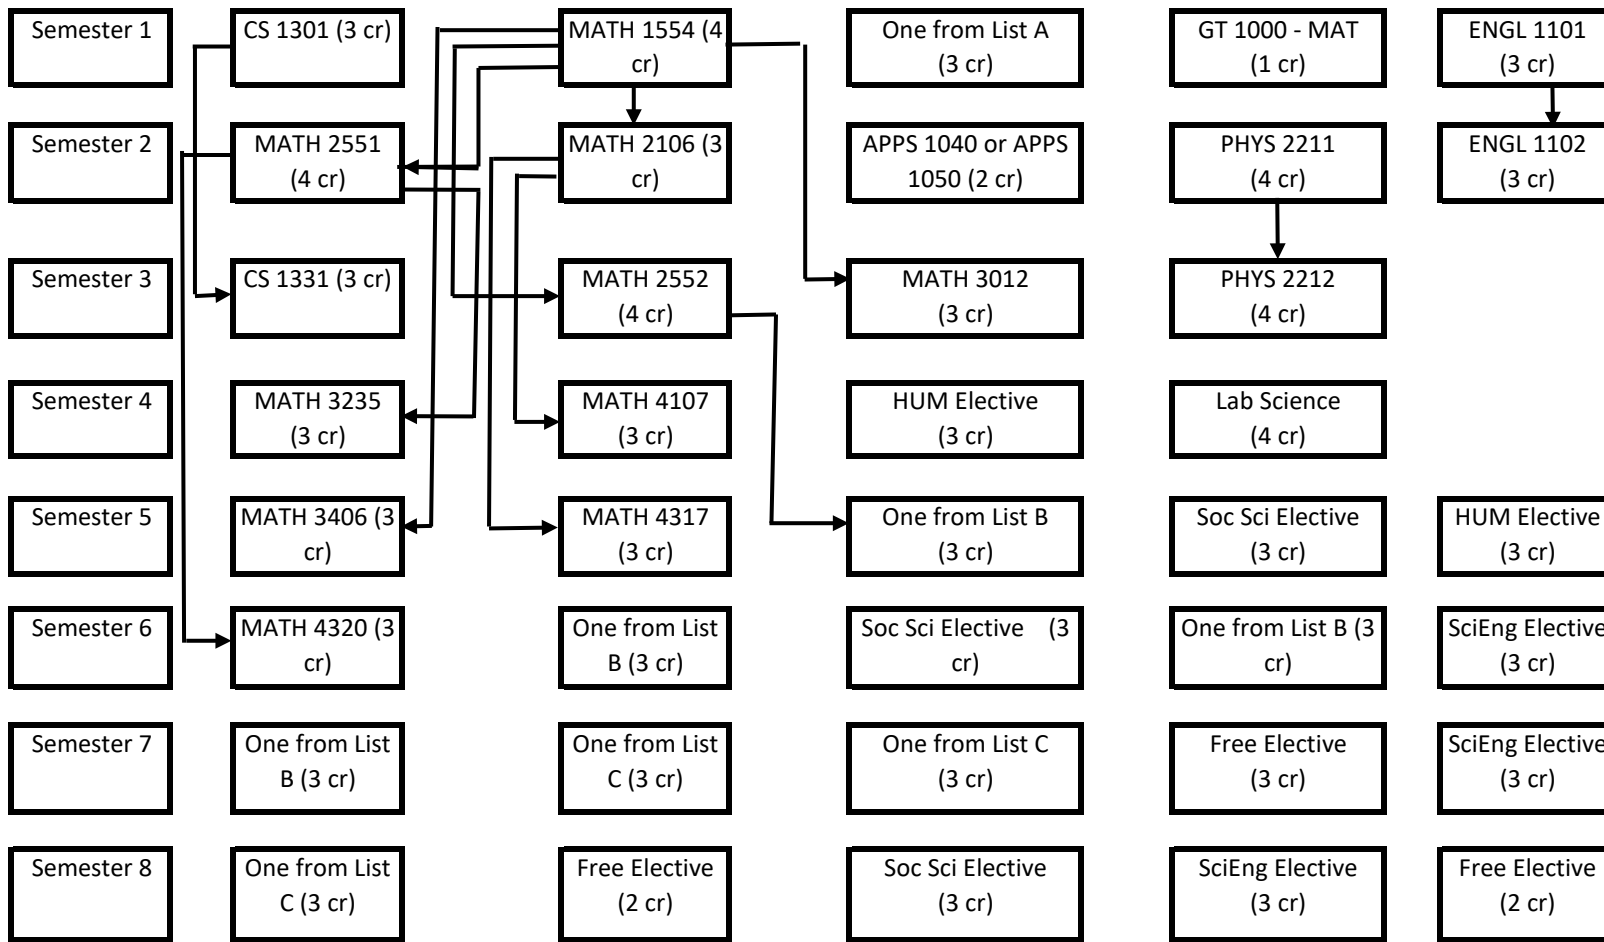 Semester 1
CS 1301 (3 cr)
MATH 1554 (4
cr)
One from List A
(3 cr)
GT 1000 - MAT
(1 cr)
ENGL 1101
(3 cr)
Semester 2
MATH 2551
(4 cr)
MATH 2106 (3
cr)
APPS 1040 or APPS
1050 (2 cr)
PHYS 2211
(4 cr)
ENGL 1102
(3 cr)
Semester 3
CS 1331 (3 cr)
MATH 2552
(4 cr)
MATH 3012
(3 cr)
PHYS 2212
(4 cr)
Semester 4
MATH 3235
(3 cr)
MATH 4107
(3 cr)
HUM Elective
(3 cr)
Lab Science
(4 cr)
Semester 5
MATH 3406 (3
cr)
MATH 4317
(3 cr)
One from List B
(3 cr)
Soc Sci Elective
(3 cr)
HUM Elective
(3 cr)
Semester 6
MATH 4320 (3
cr)
One from List
B (3 cr)
Soc Sci Elective (3
cr)
One from List B (3
cr)
SciEng Elective
(3 cr)
Semester 7
One from List
B (3 cr)
One from List
C (3 cr)
One from List C
(3 cr)
Free Elective
(3 cr)
SciEng Elective
(3 cr)
Semester 8
One from List
C (3 cr)
Free Elective
(2 cr)
Soc Sci Elective
(3 cr)
SciEng Elective
(3 cr)
Free Elective
(2 cr)